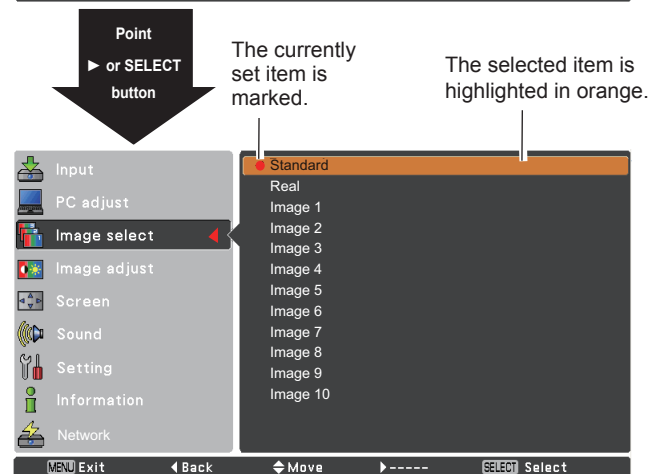 Point
► or SELECT
button
The currently
set item is
marked.
The selected item is
highlighted in orange.
Input
PC adjust
Image select
Image adjust
Screen
Sound
Setting
Information
Network
Standard
Real
Image 1
Image 2
Image 3
Image 4
Image 5
Image 6
Image 7
Image 8
Image 9
Image 10
MENU Exit ◄Back Move ►----- SELECT Select